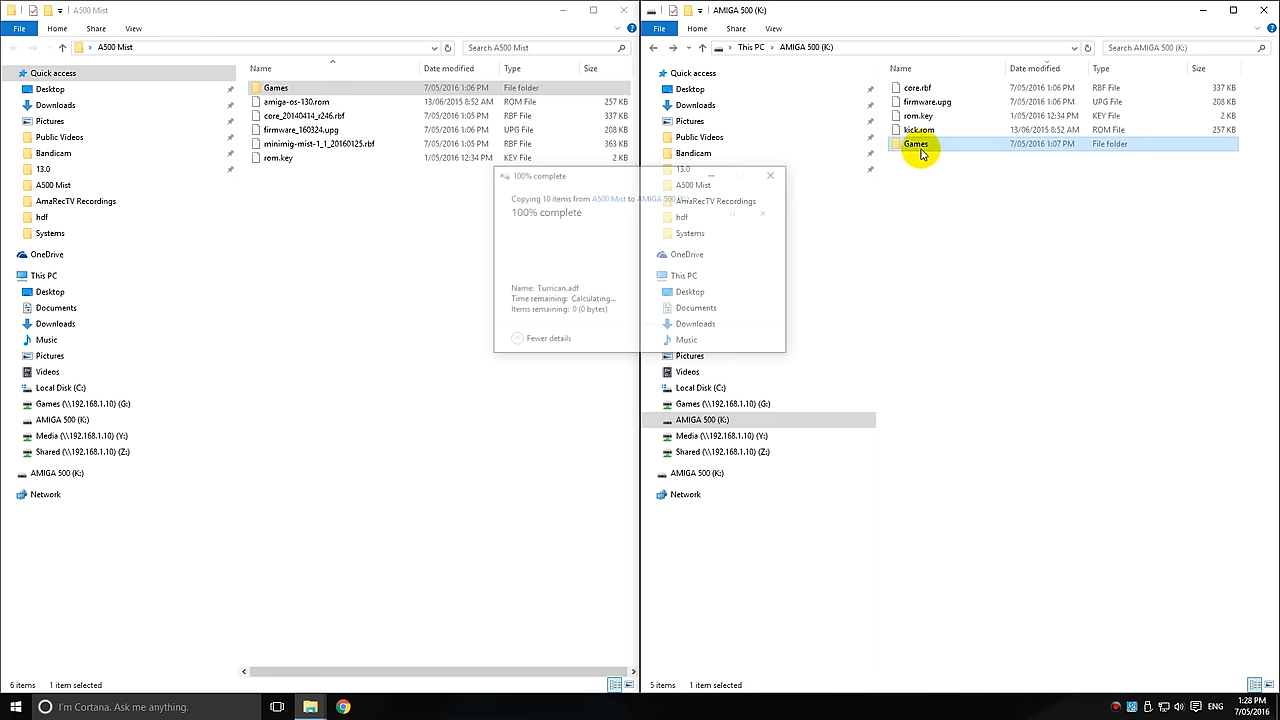 A500 Mist
File Home Share View
A500 Mist
Search A500 Mist
Name Date modified Type Size
Quick access
Desktop
Downloads
Pictures
Public Videos
Bandicam
13.0
A500 Mist
AmaRecTV Recordings
hdf
Systems
OneDrive
This PC
Desktop
Documents
Downloads
Music
Pictures
Videos
Local Disk (C:)
Games (\\192.168.1.10) (G:)
AMIGA 500 (K:)
Media (\\192.168.1.10) (Y:)
Shared (\\192.168.1.10) (Z:)
AMIGA 500 (K:)
Network
Games 7/05/2016 1:06 PM File folder
amiga-os-130.rom 13/06/2015 8:52 AM ROM File 257 KB
core_20140414_r246.rbf 7/05/2016 1:05 PM RBF File 337 KB
firmware_160324.upg 7/05/2016 1:06 PM UPG File 208 KB
minimig-mist-1_1_20160125.rbf 7/05/2016 1:05 PM RBF File 363 KB
rom.key 1/05/2016 12:34 PM KEY File 2 KB
6 items 1 item selected
100% complete
Copying 10 items from A500 Mist to AMIGA 500 (K:)
100% complete
Name: Turrican.adf
Time remaining: Calculating...
Items remaining: 0 (0 bytes)
Fewer details
AMIGA 500 (K:)
File Home Share View
This PC AMIGA 500 (K:)
Search AMIGA 500 (K:)
Name Date modified Type Size
Quick access
Desktop
Downloads
Pictures
Public Videos
Bandicam
13.0
A500 Mist
AmaRecTV Recordings
hdf
Systems
OneDrive
This PC
Desktop
Documents
Downloads
Music
Pictures
Videos
Local Disk (C:)
Games (\\192.168.1.10) (G:)
AMIGA 500 (K:)
Media (\\192.168.1.10) (Y:)
Shared (\\192.168.1.10) (Z:)
AMIGA 500 (K:)
Network
core.rbf 7/05/2016 1:06 PM RBF File 337 KB
firmware.upg 7/05/2016 1:06 PM UPG File 208 KB
rom.key 1/05/2016 12:34 PM KEY File 2 KB
kick.rom 13/06/2015 8:52 AM ROM File 257 KB
Games 7/05/2016 1:07 PM File folder
5 items 1 item selected
I'm Cortana. Ask me anything.
ENG
1:28 PM
7/05/2016